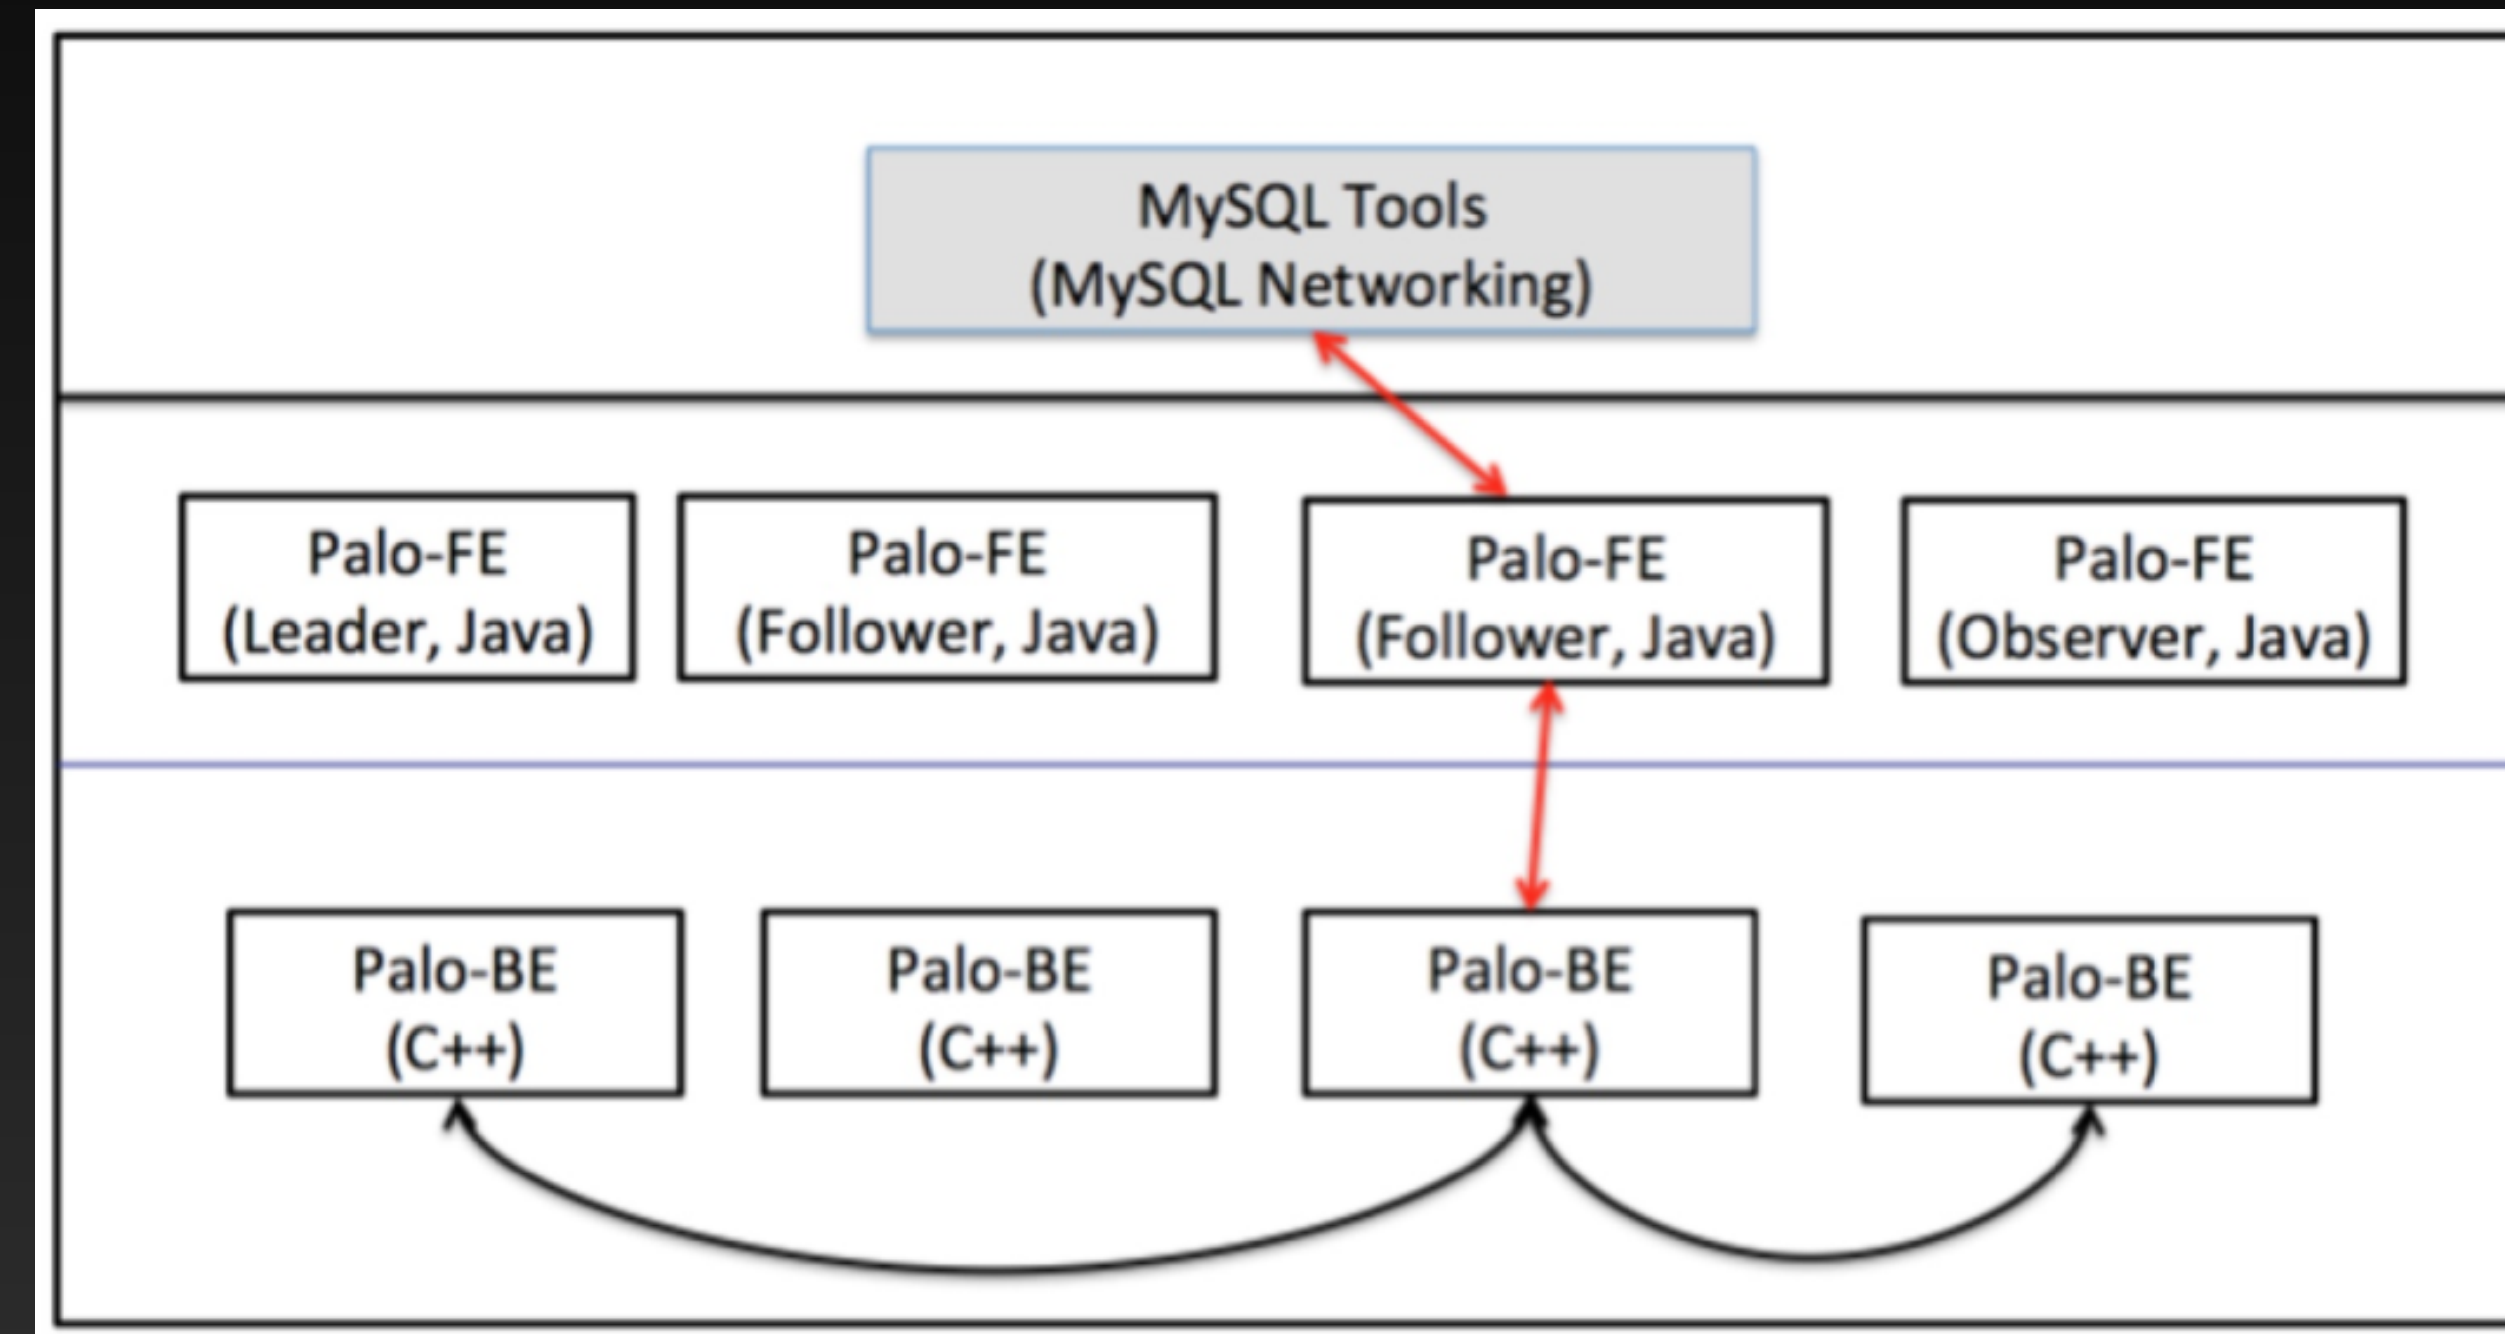 MySQL Tools
(MySQL Networking)
Palo-FE
(Leader, Java)
Palo-FE
(Follower, Java)
Palo-FE
(Follower, Java)
Palo-FE
(Observer, Java)
Palo-BE
(C++)
Palo-BE
(C++)
Palo-BE
(C++)
Palo-BE
(C++)